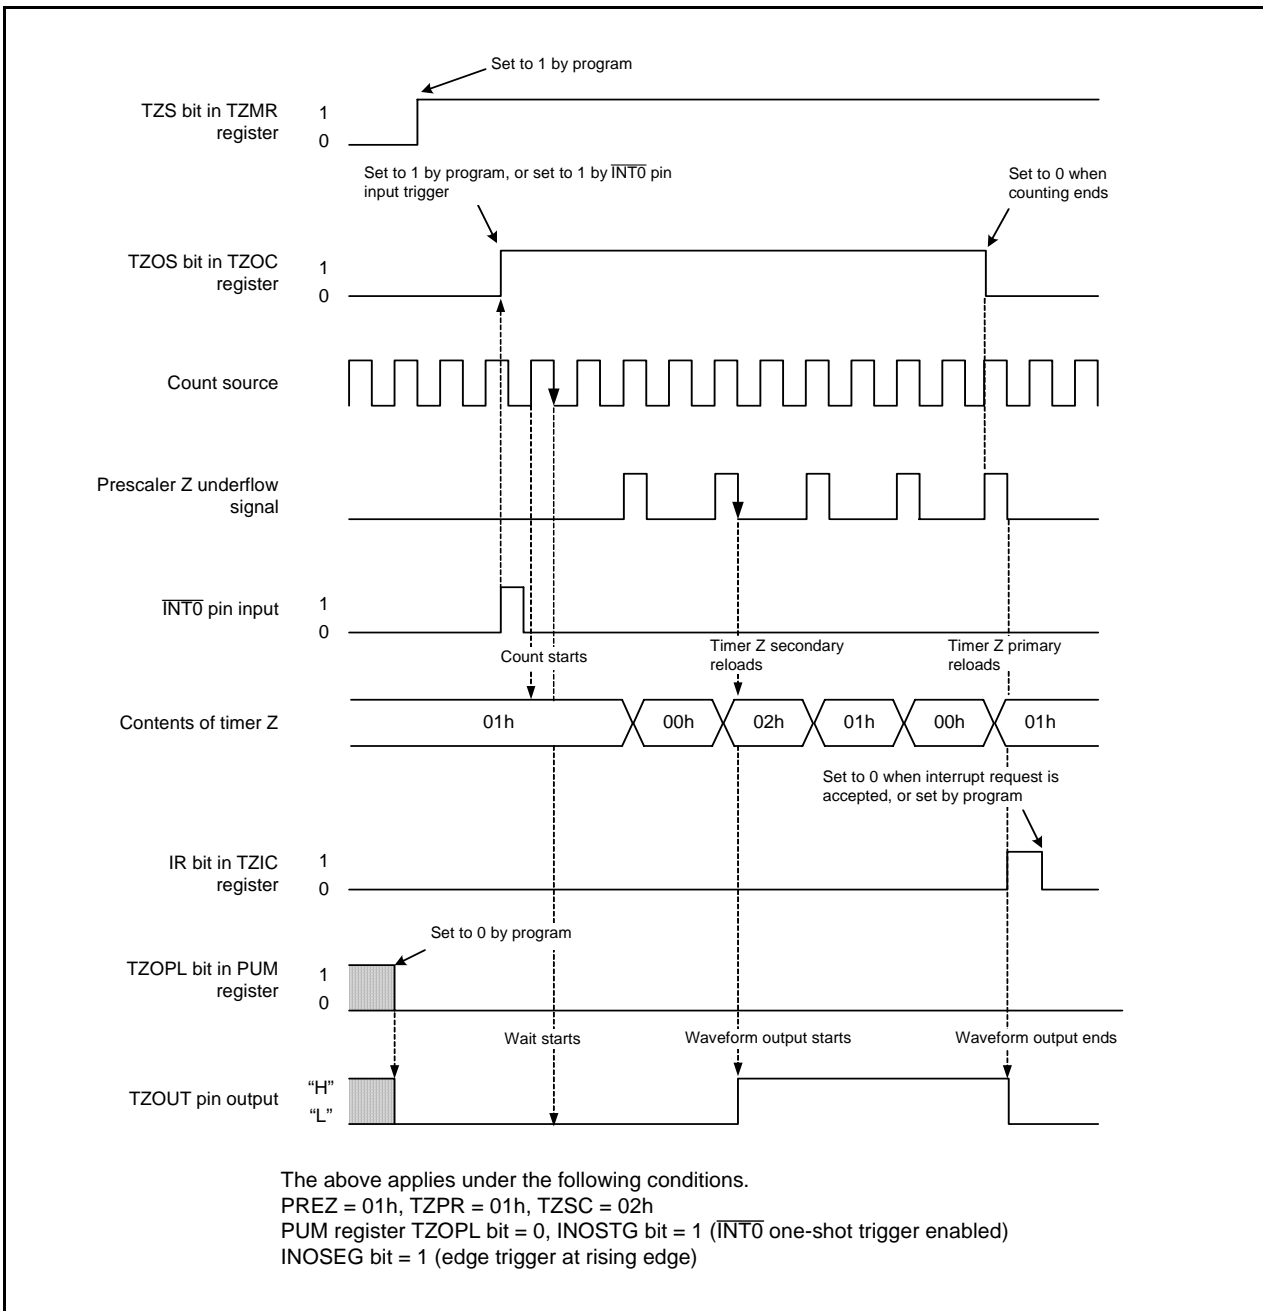 Set to 1 by program
TZS bit in TZMR
register
1
0
Set to 1 by program, or set to 1 by INT0 pin
input trigger
Set to 0 when
counting ends
TZOS bit in TZOC
register
1
0
Count source
Prescaler Z underflow
signal
INT0 pin input
1
0
Count starts
Timer Z secondary
reloads
Timer Z primary
reloads
Contents of timer Z
01h
00h
02h
01h
00h
01h
Set to 0 when interrupt request is
accepted, or set by program
IR bit in TZIC
register
1
0
Set to 0 by program
TZOPL bit in PUM
register
1
0
Wait starts
Waveform output starts
Waveform output ends
TZOUT pin output
“H”
“L”
The above applies under the following conditions.
PREZ = 01h, TZPR = 01h, TZSC = 02h
PUM register TZOPL bit = 0, INOSTG bit = 1 (INT0 one-shot trigger enabled)
INOSEG bit = 1 (edge trigger at rising edge)